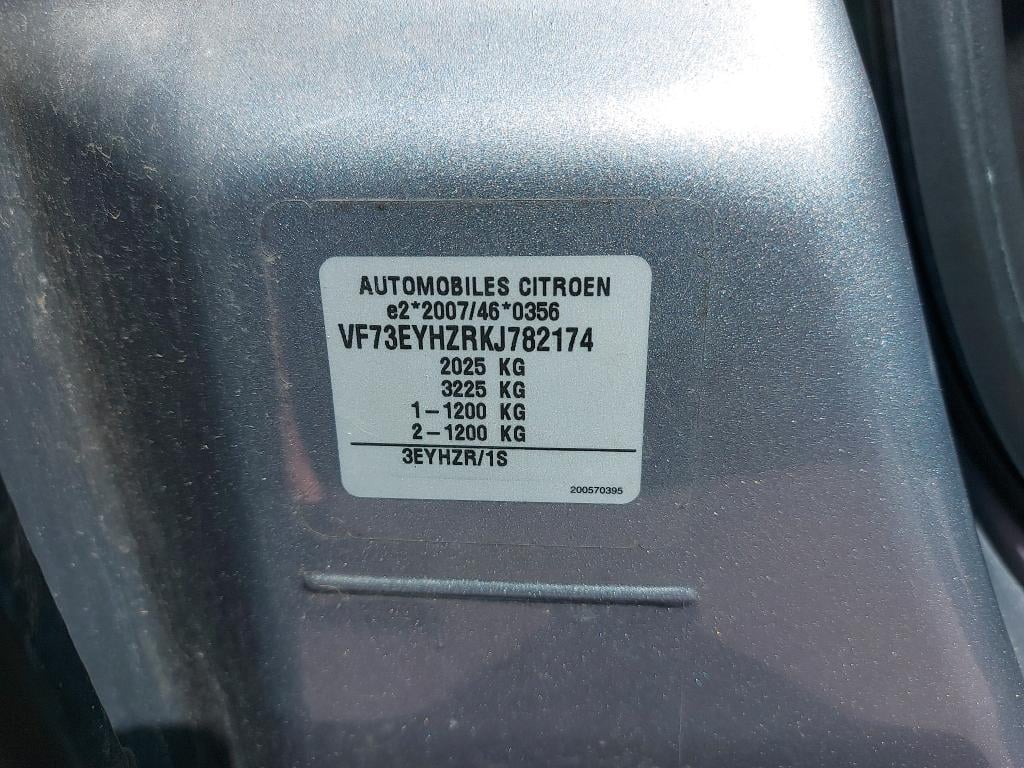 AUTOMOBILES CITROEN
e2*2007/46*0356
VF73EYHZRKJ782174
2025 KG
3225 KG
1-1200 KG
2-1200 KG
3EYHZR/1S
200570395